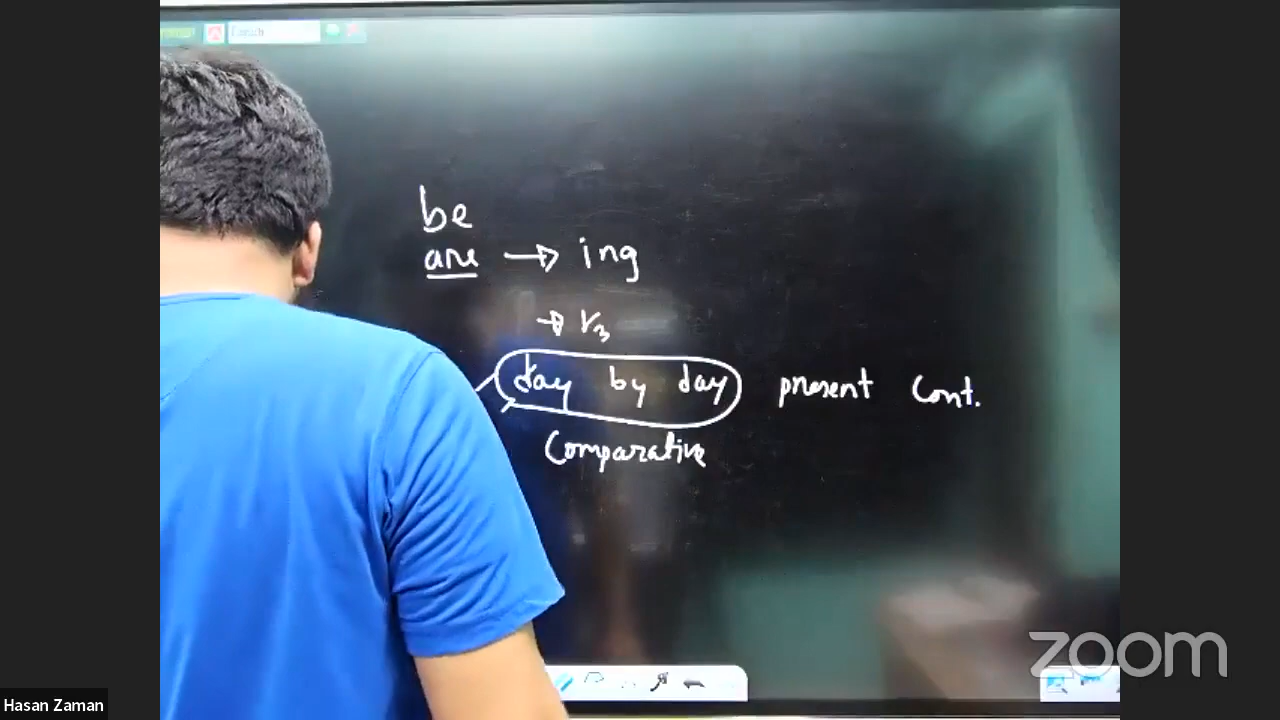 be
are → ing
→ V3
day by day present Cont.
Comparative
zoom
Hasan Zaman